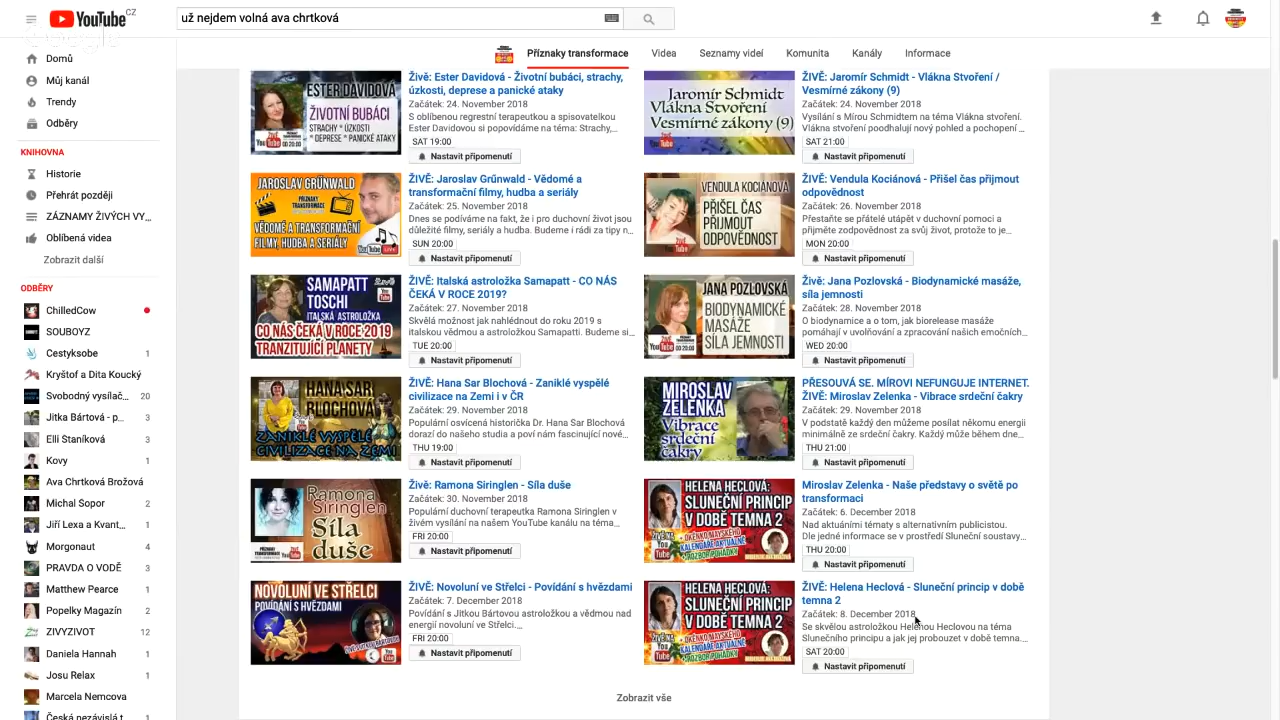 YouTube CZ
už nejdem volná ava chrtková
Příznaky transformace
Videa
Seznamy videí
Komunita
Kanály
Informace
Domů
Můj kanál
Trendy
Odběry
KNIHOVNA
Historie
Přehrát později
ZÁZNAMY ŽIVÝCH VY...
Oblíbená videa
Zobrazit další
ODBĚRY
ChilledCow
SOUBOYZ
Cestyksobe 1
Kryštof a Dita Koucký
Svobodný vysílač... 20
Jitka Bártová - p... 3
Elli Staníková 3
Kovy 1
Ava Chrtková Brožová
Michal Sopor 2
Jiří Lexa a Kvant... 1
Morgonaut 4
PRAVDA O VODĚ 3
Matthew Pearce 1
Popelky Magazín 2
ZIVYZIVOT 12
Daniela Hannah 1
Josu Relax 1
Marcela Nemcova
Česká nezávislá t... 1
ESTER DAVIDOVÁ
ŽIVOTNÍ BUBÁCI
STRACHY * ÚZKOSTI
* DEPRESE * PANICKÉ ATAKY
Živě: Ester Davidová - Životní bubáci, strachy,
úzkosti, deprese a panické ataky
Začátek: 24. November 2018
S oblíbenou regresní terapeutkou a spisovatelkou
Ester Davidovou si popovídáme na téma: Strachy,...
SAT 19:00
Nastavit připomenutí
Jaromír Schmidt
Vlákna Stvoření
Vesmírné zákony (9)
ŽIVĚ: Jaromír Schmidt - Vlákna Stvoření /
Vesmírné zákony (9)
Začátek: 24. November 2018
Vysílání s Mírou Schmidtem na téma Vlákna stvoření.
Vlákna stvoření poodhalují nový pohled a pochopení ...
SAT 21:00
Nastavit připomenutí
JAROSLAV GRÜNWALD
PŘÍZNAKY
TRANSFORMACE
VĚDOMÉ A TRANSFORMAČNÍ
FILMY, HUDBA A SERIÁLY
ŽIVĚ: Jaroslav Grűnwald - Vědomé a
transformační filmy, hudba a seriály
Začátek: 25. November 2018
Dnes se podíváme na fakt, že i pro duchovní život jsou
důležité filmy, seriály a hudba. Budeme i rádi za tipy n...
SUN 20:00
Nastavit připomenutí
VENDULA KOCIÁNOVÁ
PŘIŠEL ČAS
PŘIJMOUT
ODPOVĚDNOST
ŽIVĚ: Vendula Kociánová - Přišel čas přijmout
odpovědnost
Začátek: 26. November 2018
Přestaňte se přátelé utápět v duchovní pomoci a
přijměte zodpovědnost za svůj život, protože to je...
MON 20:00
Nastavit připomenutí
SAMAPATT
TOSCHI
ITALSKÁ ASTROLOŽKA
CO NÁS ČEKÁ V ROCE 2019
TRANZITUJÍCÍ PLANETY
ŽIVĚ: Italská astroložka Samapatt - CO NÁS
ČEKÁ V ROCE 2019?
Začátek: 27. November 2018
Skvělá možnost jak nahlédnout do roku 2019 s
italskou vědmou a astroložkou Samapatti. Budeme si...
TUE 20:00
Nastavit připomenutí
JANA POZLOVSKÁ
BIODYNAMICKÉ
MASÁŽE
SÍLA JEMNOSTI
Živě: Jana Pozlovská - Biodynamické masáže,
síla jemnosti
Začátek: 28. November 2018
O biodynamice a o tom, jak biorelease masáže
pomáhají v uvolňování a zpracování našich emočních...
WED 20:00
Nastavit připomenutí
HANA SAR
BLOCHOVÁ
ZANIKLÉ VYSPĚLÉ
CIVILIZACE NA ZEMI
ŽIVĚ: Hana Sar Blochová - Zaniklé vyspělé
civilizace na Zemi i v ČR
Začátek: 29. November 2018
Populární osvícená historička Dr. Hana Sar Blochová
dorazí do našeho studia a poví nám fascinující nové...
THU 19:00
Nastavit připomenutí
MIROSLAV
ZELENKA
Vibrace
srdeční
čakry
PŘESOUVÁ SE. MÍROVI NEFUNGUJE INTERNET.
ŽIVĚ: Miroslav Zelenka - Vibrace srdeční čakry
Začátek: 29. November 2018
V podstatě každý den můžeme posílat někomu energii
minimálně ze srdeční čakry. Každý může během dne...
THU 21:00
Nastavit připomenutí
Ramona
Siringlen
Síla
duše
Živě: Ramona Siringlen - Síla duše
Začátek: 30. November 2018
Populární duchovní terapeutka Ramona Siringlen v
živém vysílání na našem YouTube kanálu na téma...
FRI 20:00
Nastavit připomenutí
HELENA HECLOVÁ:
SLUNEČNÍ PRINCIP
V DOBĚ TEMNA 2
OKÉNKO MAYSKÉHO
KALENDÁŘE AKTUÁLNĚ
+ ROZBOR POHÁDKY
Miroslav Zelenka - Naše představy o světě po
transformaci
Začátek: 6. December 2018
Nad aktuáními tématy s alternativním publicistou.
Dle jedné informace se v prostředí Sluneční soustavy...
THU 20:00
Nastavit připomenutí
NOVOLUNÍ VE STŘELCI
POVÍDÁNÍ S HVĚZDAMI
ŽIVĚ: Novoluní ve Střelci - Povídání s hvězdami
Začátek: 7. December 2018
Povídání s Jitkou Bártovou astroložkou a vědmou nad
energií novoluní ve Střelci....
FRI 20:00
Nastavit připomenutí
HELENA HECLOVÁ:
SLUNEČNÍ PRINCIP
V DOBĚ TEMNA 2
OKÉNKO MAYSKÉHO
KALENDÁŘE AKTUÁLNĚ
+ ROZBOR POHÁDKY
ŽIVĚ: Helena Heclová - Sluneční princip v době
temna 2
Začátek: 8. December 2018
Se skvělou astroložkou Helenou Heclovou na téma
Slunečního principu a jak jej probouzet v době temna....
SAT 20:00
Nastavit připomenutí
Zobrazit vše